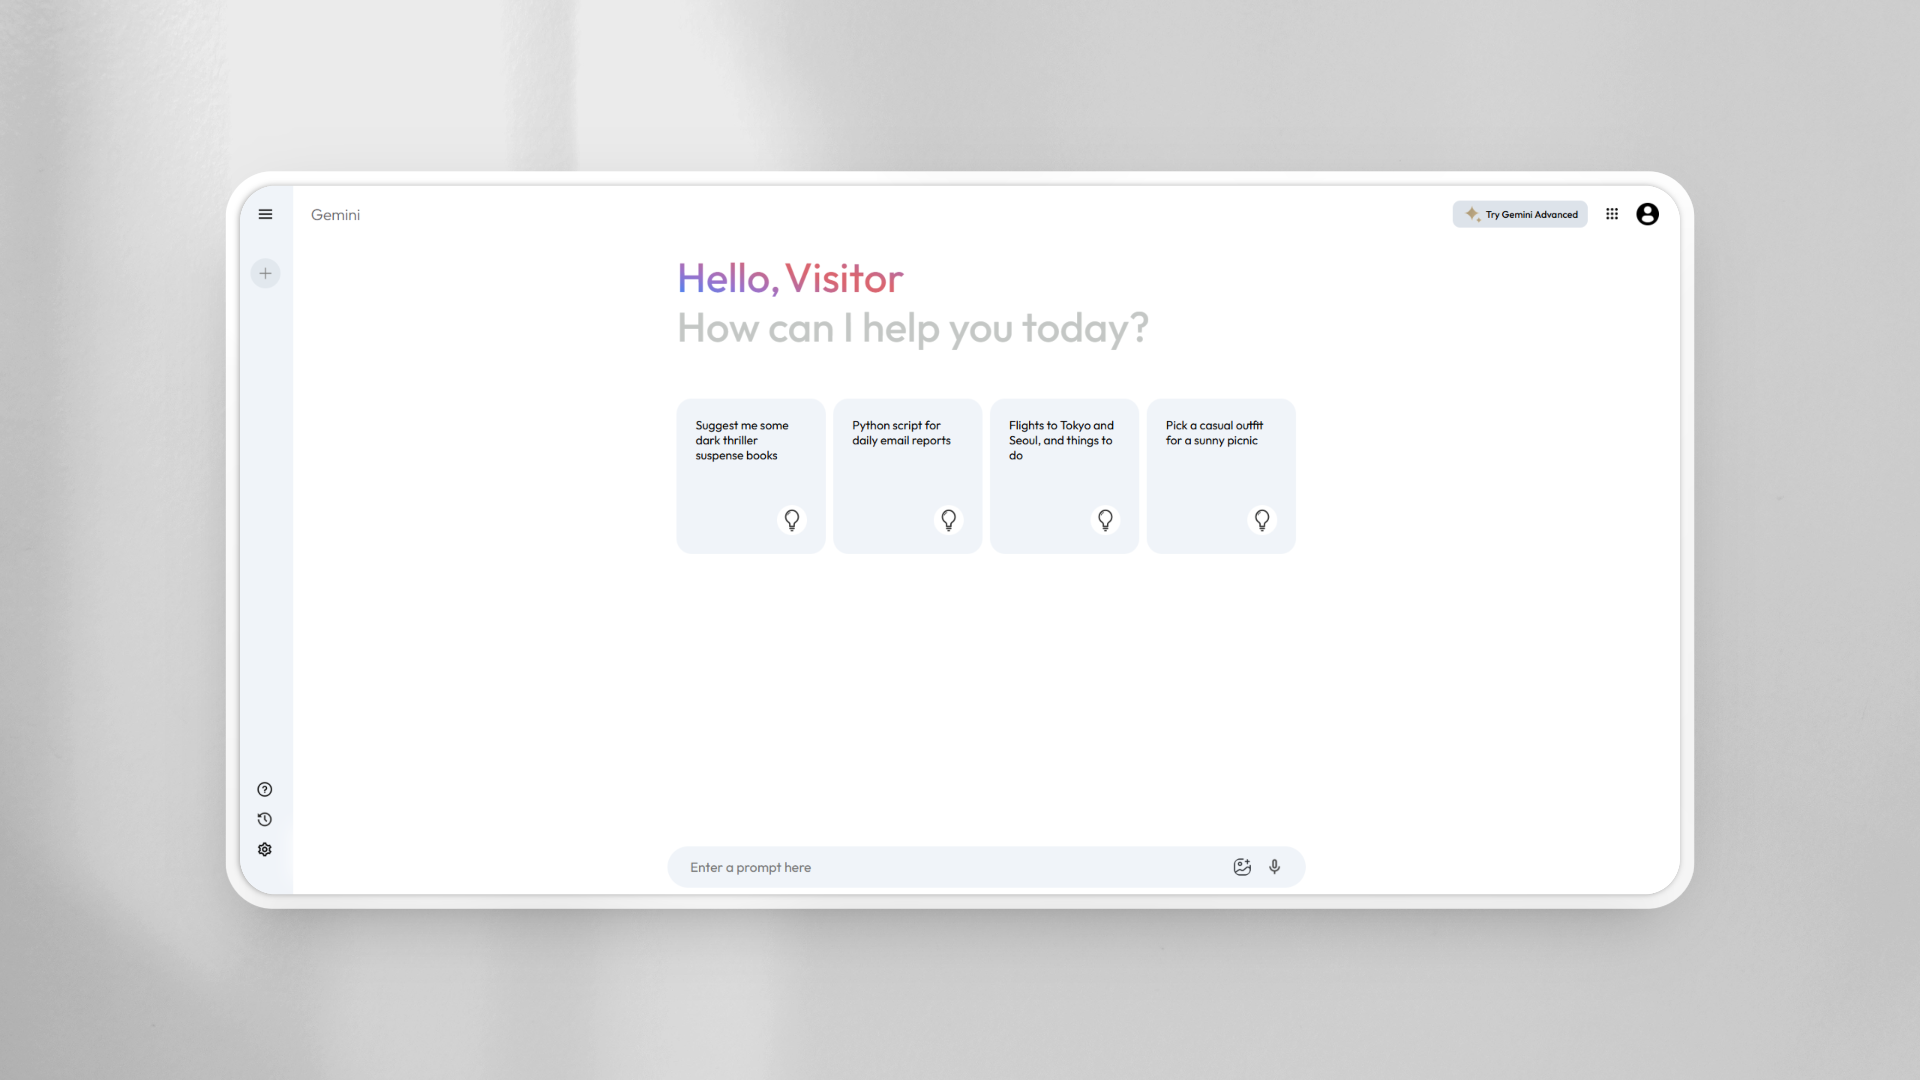 Gemini
Try Gemini Advanced
Hello, Visitor
How can I help you today?
Suggest me some
dark thriller
suspense books
Python script for
daily email reports
Flights to Tokyo and
Seoul, and things to
do
Pick a casual outfit
for a sunny picnic
Enter a prompt here